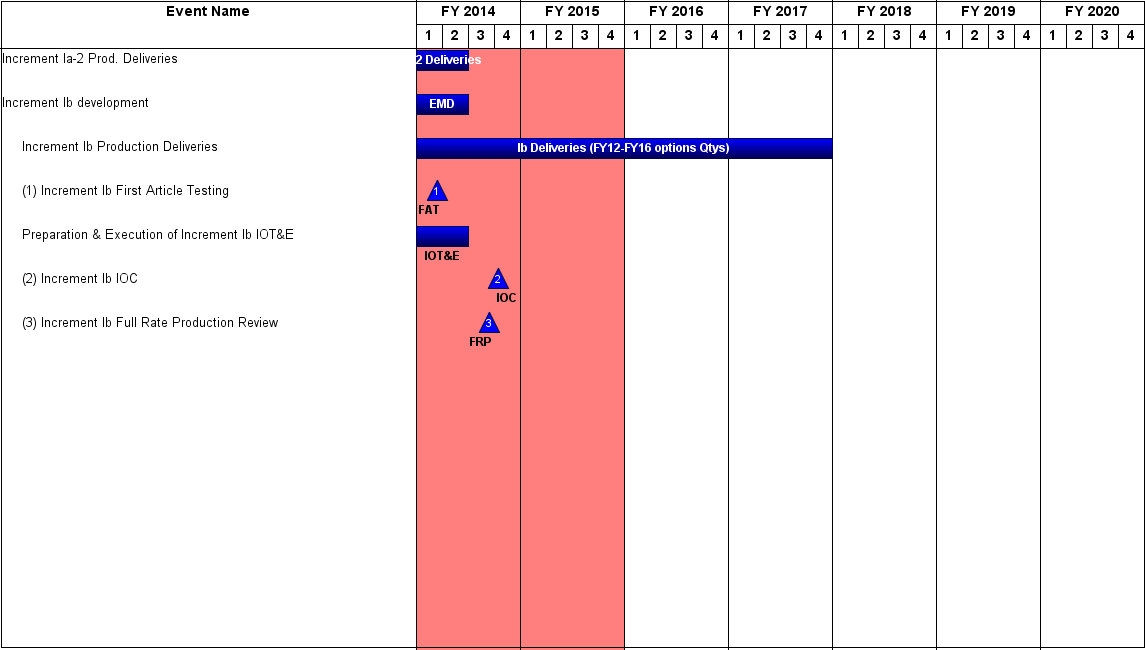 Event Name FY 2014 FY 2015 FY 2016 FY 2017 FY 2018 FY 2019 FY 2020
1 2 3 4 1 2 3 4 1 2 3 4 1 2 3 4 1 2 3 4 1 2 3 4 1 2 3 4
Increment Ia-2 Prod. Deliveries 2 Deliveries
Increment Ib development EMD
Increment Ib Production Deliveries Ib Deliveries (FY12-FY16 options Qtys)
(1) Increment Ib First Article Testing 1
FAT
Preparation & Execution of Increment Ib IOT&E
IOT&E
(2) Increment Ib IOC 2
IOC
(3) Increment Ib Full Rate Production Review 3
FRP